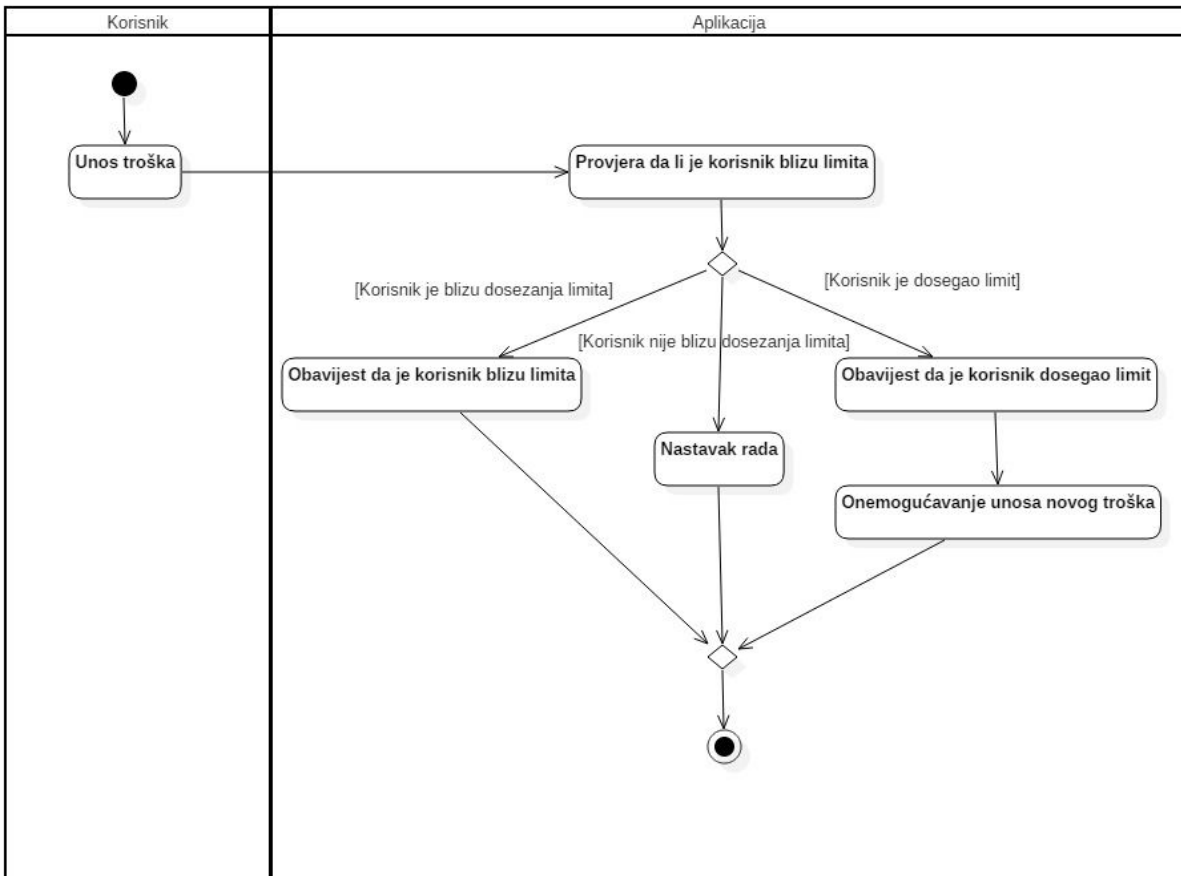 Korisnik
Aplikacija
Unos troška
Provjera da li je korisnik blizu limita
[Korisnik je dosegao limit]
[Korisnik je blizu dosezanja limita]
[Korisnik nije blizu dosezanja limita]
Obavijest da je korisnik blizu limita
Obavijest da je korisnik dosegao limit
Nastavak rada
Onemogućavanje unosa novog troška